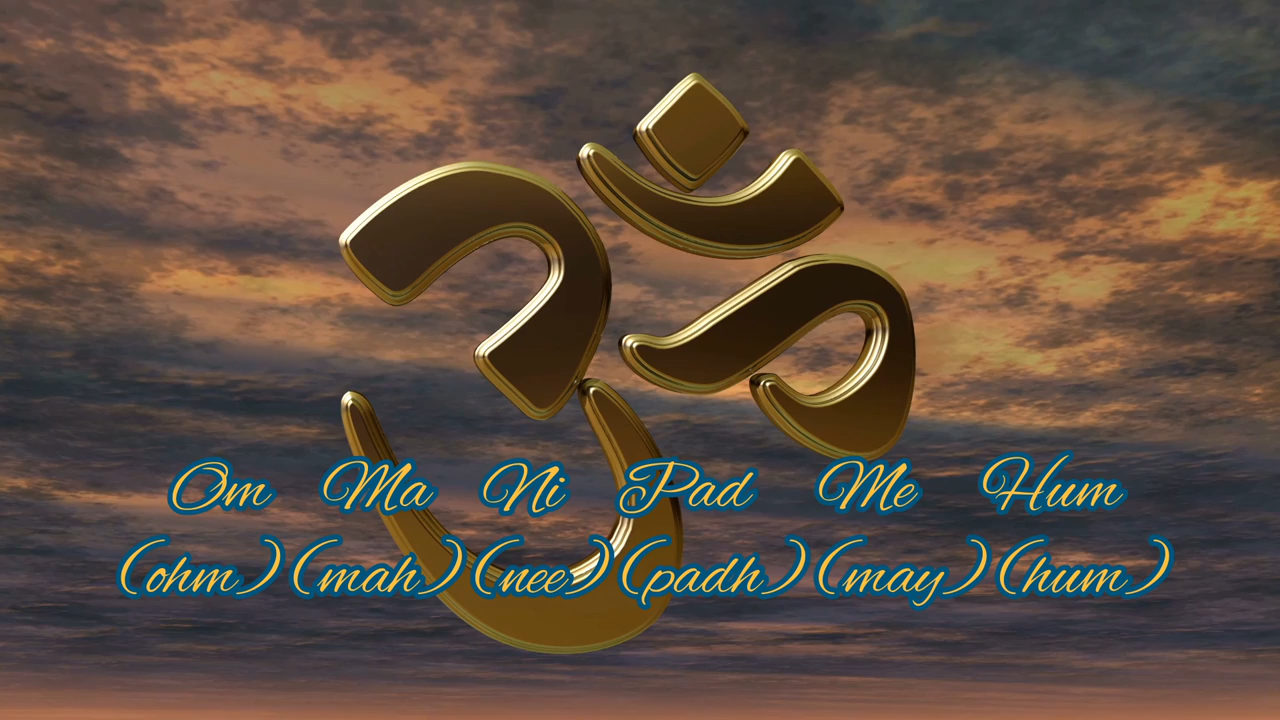 ॐ
Om Ma Ni Pad Me Hum
(ohm) (mah) (nee) (padh) (may) (hum)